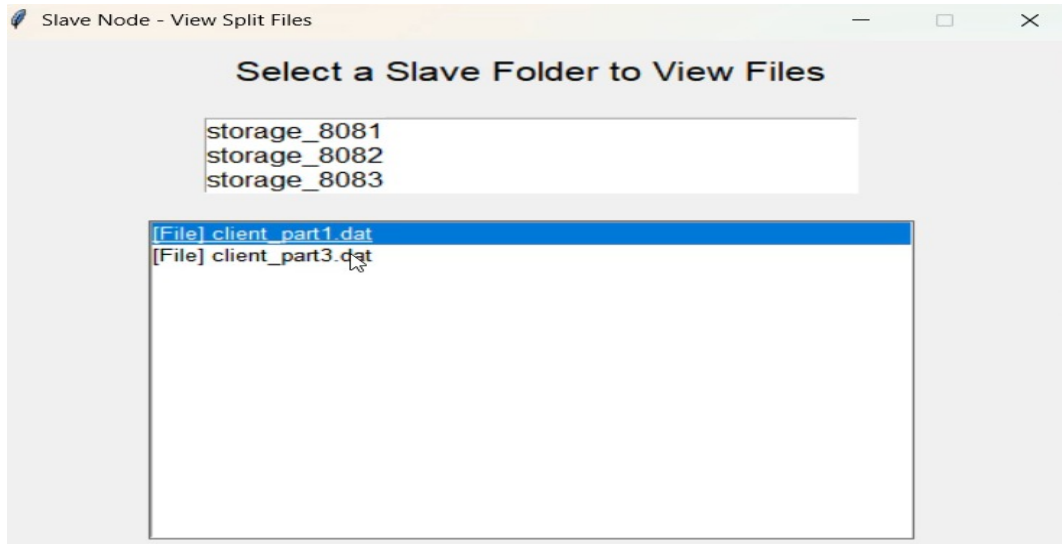 Slave Node - View Split Files
Select a Slave Folder to View Files
storage_8081
storage_8082
storage_8083
[File] client_part1.dat
[File] client_part3.dat